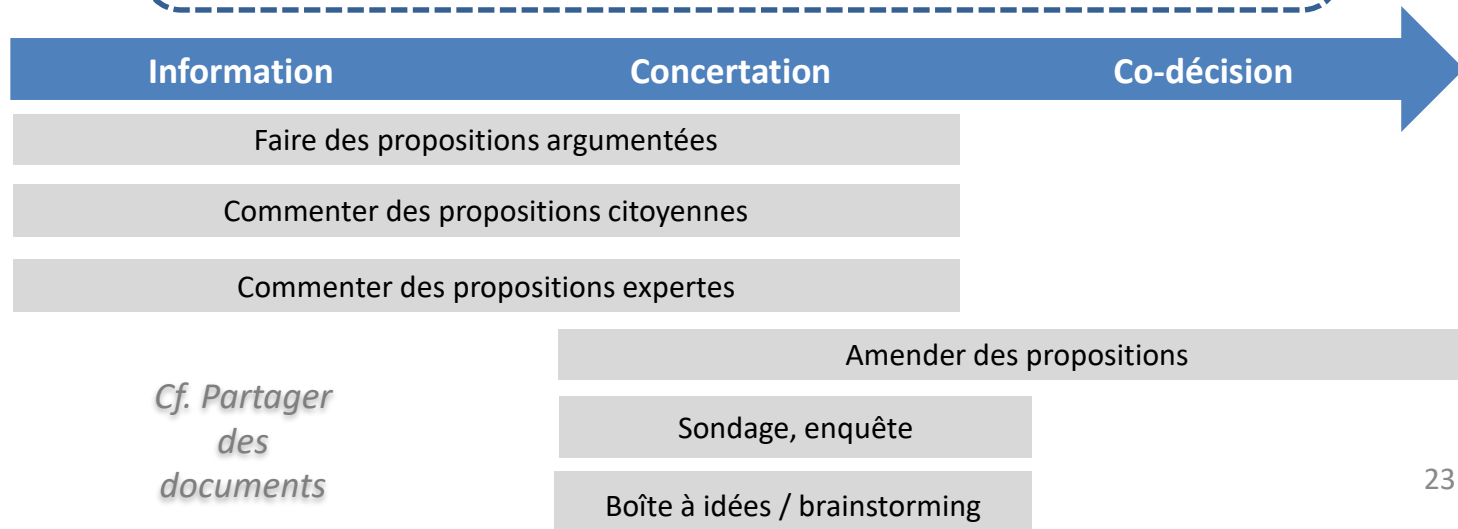 Information Concertation Co-décision
Faire des propositions argumentées
Commenter des propositions citoyennes
Commenter des propositions expertes
Amender des propositions
Cf. Partager
des
documents
Sondage, enquête
Boîte à idées / brainstorming
23